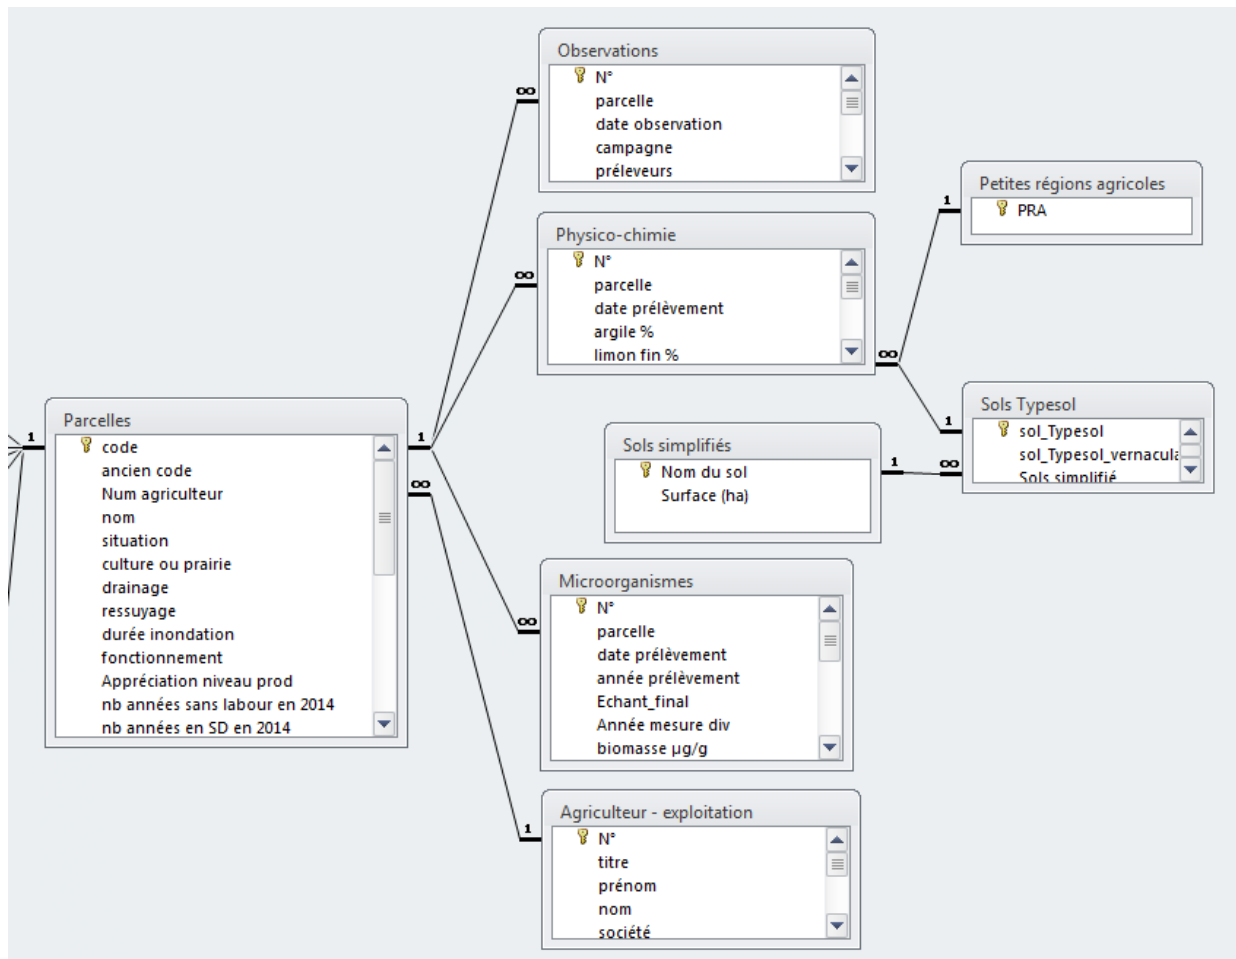 Observations
N°
parcelle
date observation
campagne
préleveurs
Petites régions agricoles
PRA
Physico-chimie
N°
parcelle
date prélèvement
argile %
limon fin %
Sols Typesol
sol_Typesol
sol_Typesol_vernacula
Sols simplifié
Sols simplifiés
Nom du sol
Surface (ha)
Parcelles
code
ancien code
Num agriculteur
nom
situation
culture ou prairie
drainage
ressuyage
durée inondation
fonctionnement
Appréciation niveau prod
nb années sans labour en 2014
nb années en SD en 2014
Microorganismes
N°
parcelle
date prélèvement
année prélèvement
Echant_final
Année mesure div
biomasse µg/g
Agriculteur - exploitation
N°
titre
prénom
nom
société
1
1
∞
∞
∞
∞
1
∞
1
1
1
∞